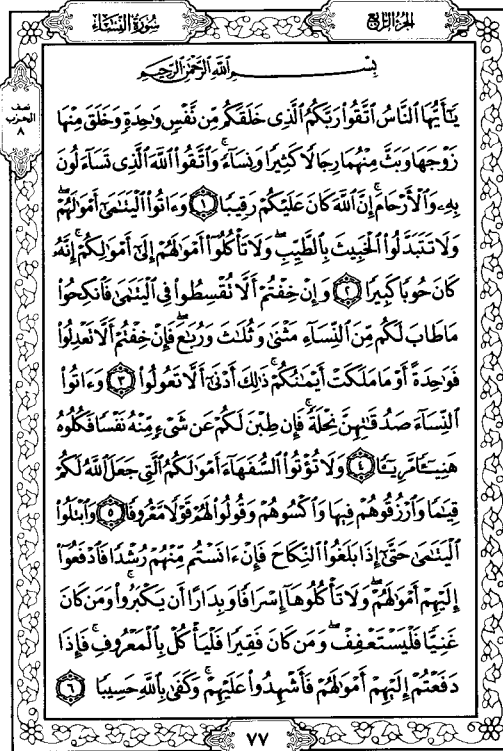 سورة النساء
الجزء الرابع
نصف
الحزب
٨
بِسْمِ اللَّهِ الرَّحْمَٰنِ الرَّحِيمِ
يَٰٓأَيُّهَا ٱلنَّاسُ ٱتَّقُوا۟ رَبَّكُمُ ٱلَّذِى خَلَقَكُم مِّن نَّفْسٍ وَٰحِدَةٍ وَخَلَقَ مِنْهَا
زَوْجَهَا وَبَثَّ مِنْهُمَا رِجَالًا كَثِيرًا وَنِسَآءً ۚ وَٱتَّقُوا۟ ٱللَّهَ ٱلَّذِى تَسَآءَلُونَ
بِهِۦ وَٱلْأَرْحَامَ ۚ إِنَّ ٱللَّهَ كَانَ عَلَيْكُمْ رَقِيبًا ١ وَءَاتُوا۟ ٱلْيَتَٰمَىٰٓ أَمْوَٰلَهُمْ ۖ
وَلَا تَتَبَدَّلُوا۟ ٱلْخَبِيثَ بِٱلطَّيِّبِ ۖ وَلَا تَأْكُلُوٓا۟ أَمْوَٰلَهُمْ إِلَىٰٓ أَمْوَٰلِكُمْ ۚ إِنَّهُۥ
كَانَ حُوبًا كَبِيرًا ٢ وَإِنْ خِفْتُمْ أَلَّا تُقْسِطُوا۟ فِى ٱلْيَتَٰمَىٰ فَٱنكِحُوا۟
مَا طَابَ لَكُم مِّنَ ٱلنِّسَآءِ مَثْنَىٰ وَثُلَٰثَ وَرُبَٰعَ ۖ فَإِنْ خِفْتُمْ أَلَّا تَعْدِلُوا۟
فَوَٰحِدَةً أَوْ مَا مَلَكَتْ أَيْمَٰنُكُمْ ۚ ذَٰلِكَ أَدْنَىٰٓ أَلَّا تَعُولُوا۟ ٣ وَءَاتُوا۟
ٱلنِّسَآءَ صَدُقَٰتِهِنَّ نِحْلَةً ۚ فَإِن طِبْنَ لَكُمْ عَن شَىْءٍ مِّنْهُ نَفْسًا فَكُلُوهُ
هَنِيٓـًٔا مَّرِيٓـًٔا ٤ وَلَا تُؤْتُوا۟ ٱلسُّفَهَآءَ أَمْوَٰلَكُمُ ٱلَّتِى جَعَلَ ٱللَّهُ لَكُمْ
قِيَٰمًا وَٱرْزُقُوهُمْ فِيهَا وَٱكْسُوهُمْ وَقُولُوا۟ لَهُمْ قَوْلًا مَّعْرُوفًا ٥ وَٱبْتَلُوا۟
ٱلْيَتَٰمَىٰ حَتَّىٰٓ إِذَا بَلَغُوا۟ ٱلنِّكَاحَ فَإِنْ ءَانَسْتُم مِّنْهُمْ رُشْدًا فَٱدْفَعُوٓا۟
إِلَيْهِمْ أَمْوَٰلَهُمْ ۖ وَلَا تَأْكُلُوهَآ إِسْرَافًا وَبِدَارًا أَن يَكْبَرُوا۟ ۚ وَمَن كَانَ
غَنِيًّا فَلْيَسْتَعْفِفْ ۖ وَمَن كَانَ فَقِيرًا فَلْيَأْكُلْ بِٱلْمَعْرُوفِ ۚ فَإِذَا
دَفَعْتُمْ إِلَيْهِمْ أَمْوَٰلَهُمْ فَأَشْهِدُوا۟ عَلَيْهِمْ ۚ وَكَفَىٰ بِٱللَّهِ حَسِيبًا ٦
٧٧